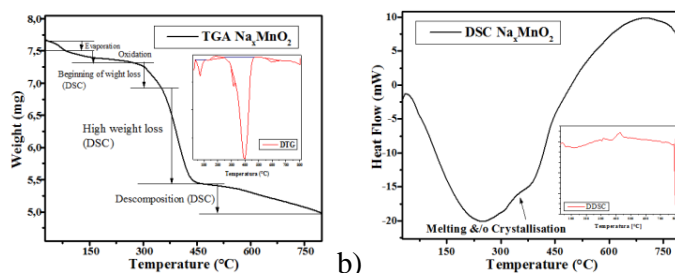 8,0
7,5
7,0
6,5
6,0
5,5
5,0
Weight (mg)
TGA NaxMnO2
Evaporation
Oxidation
Beginning of wight loss
(DSC)
High weight loss
(DSC)
Descomposition (DSC)
DTG
Temperatura (°C)
150 300 450 600 750
Temperature (°C)
b)
10
5
0
-5
-10
-15
-20
Heat Flow (mW)
DSC NaxMnO2
Melting &/o Crystallisation
DDSC
Temperatura (°C)
150 300 450 600 750
Temperature (°C)